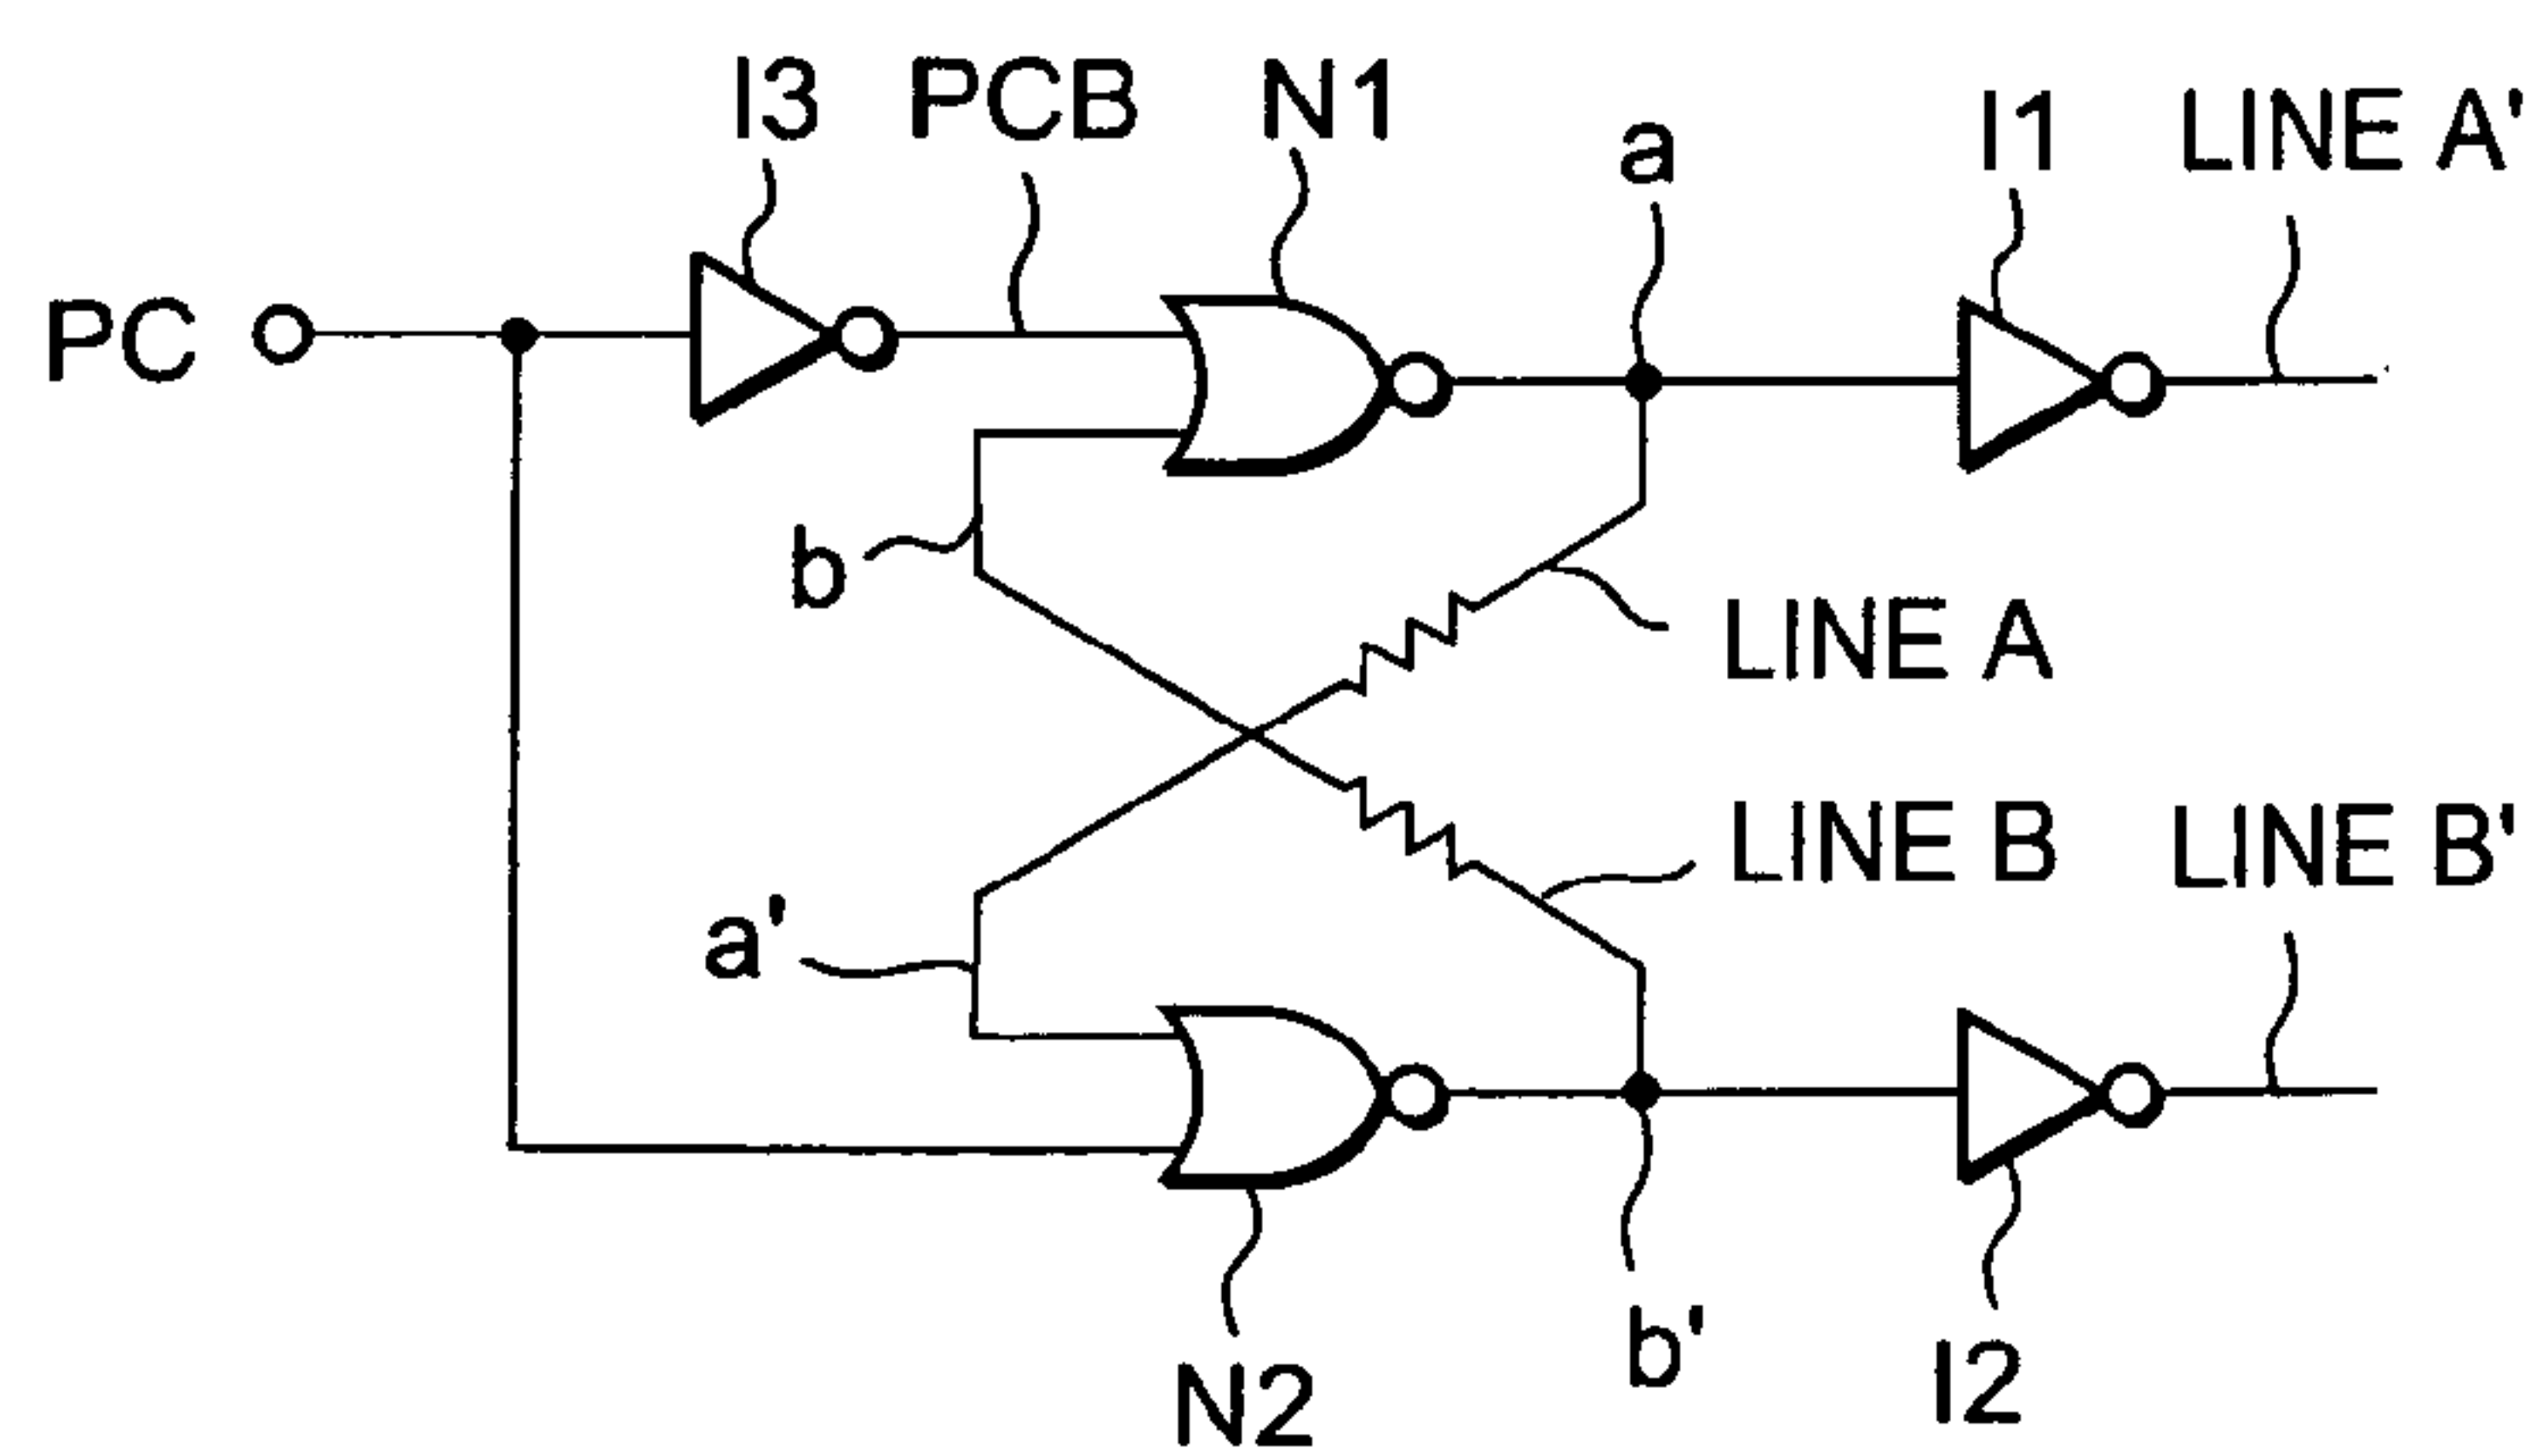 I3
PCB
N1
a
I1
LINE A'
PC
b
LINE A
LINE B
LINE B'
a'
b'
N2
I2